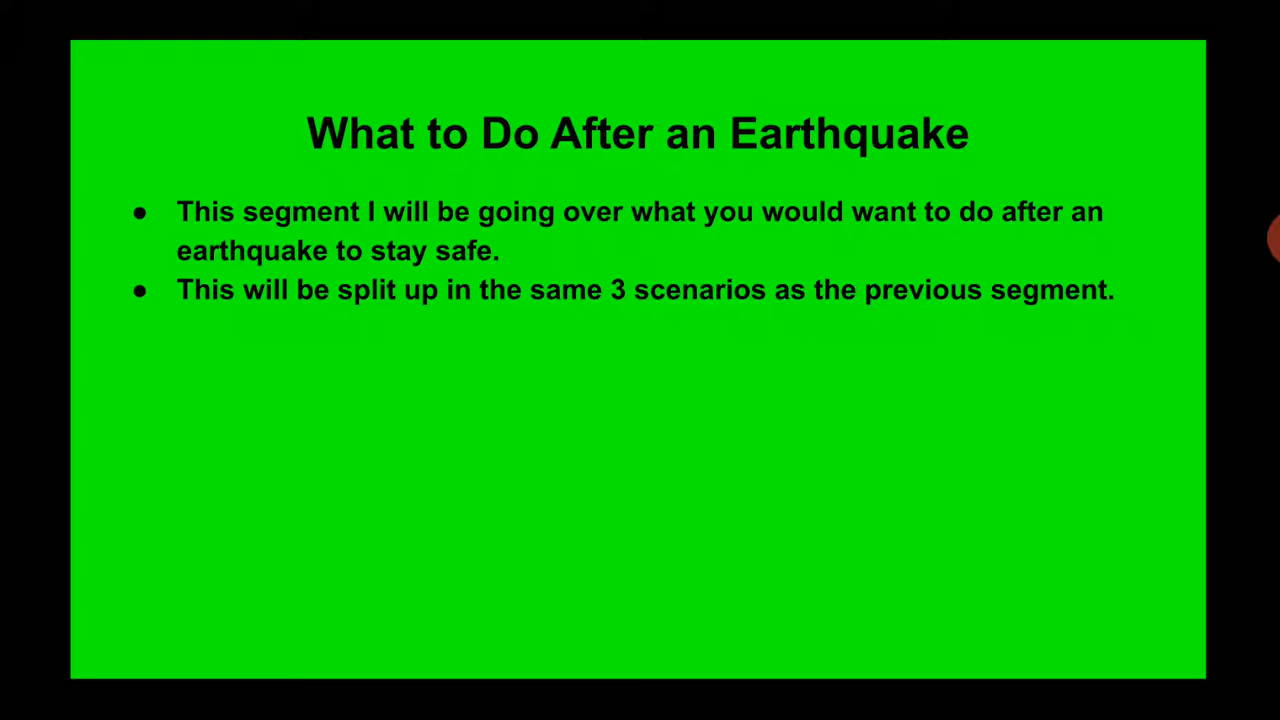 What to Do After an Earthquake
● This segment I will be going over what you would want to do after an
earthquake to stay safe.
● This will be split up in the same 3 scenarios as the previous segment.